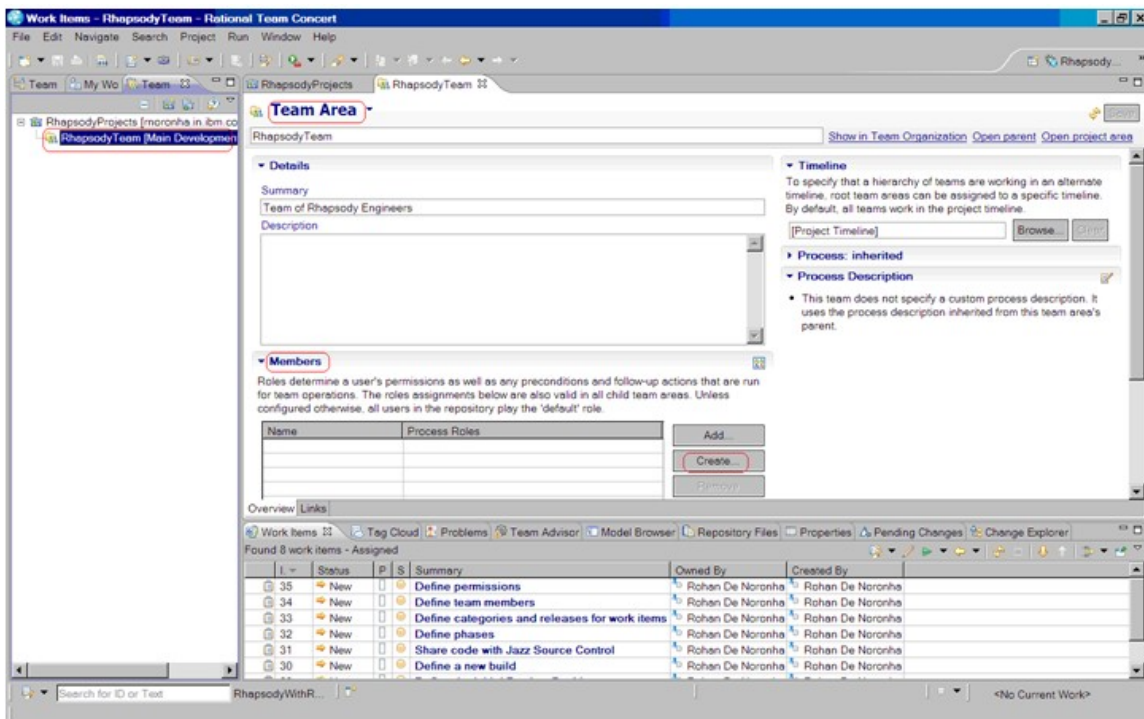 Work Items - RhapsodyTeam - Rational Team Concert
File Edit Navigate Search Project Run Window Help
Rhapsody...
Team My Wo Team
RhapsodyProjects RhapsodyTeam
RhapsodyProjects [rnoronha.in.ibm.co
RhapsodyTeam [Main Developmen
Team Area
Save
RhapsodyTeam
Show in Team Organization Open parent Open project area
Details
Summary
Team of Rhapsody Engineers
Description
Members
Roles determine a user's permissions as well as any preconditions and follow-up actions that are run
for team operations. The roles assignments below are also valid in all child team areas. Unless
configured otherwise, all users in the repository play the 'default' role.
Name Process Roles
Add...
Create...
Remove
Overview Links
Timeline
To specify that a hierarchy of teams are working in an alternate
timeline, root team areas can be assigned to a specific timeline.
By default, all teams work in the project timeline.
[Project Timeline] Browse... Clear
Process: inherited
Process Description
This team does not specify a custom process description. It
uses the process description inherited from this team area's
parent.
Work Items Tag Cloud Problems Team Advisor Model Browser Repository Files Properties Pending Changes Change Explorer
Found 8 work items - Assigned
I.. Status P S Summary Owned By Created By
35 New Define permissions Rohan De Noronha Rohan De Noronha
34 New Define team members Rohan De Noronha Rohan De Noronha
33 New Define categories and releases for work items Rohan De Noronha Rohan De Noronha
32 New Define phases Rohan De Noronha Rohan De Noronha
31 New Share code with Jazz Source Control Rohan De Noronha Rohan De Noronha
30 New Define a new build Rohan De Noronha Rohan De Noronha
Search for ID or Text RhapsodyWithR... <No Current Work>